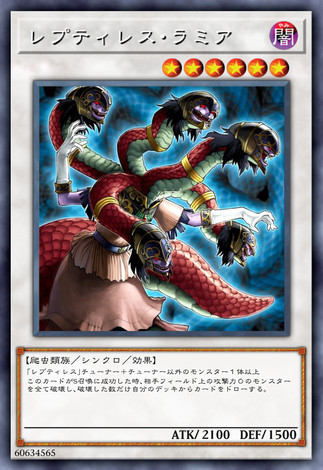 レプティレス・ラミア
やみ
闇
【爬虫類族／シンクロ／効果】
「レプティレス」チューナー＋チューナー以外のモンスター１体以上
このカードがS召喚に成功した時、相手フィールド上の攻撃力０のモンスター
を全て破壊し、破壊した数だけ自分のデッキからカードをドローする。
ATK/ 2100 DEF/1500
60634565